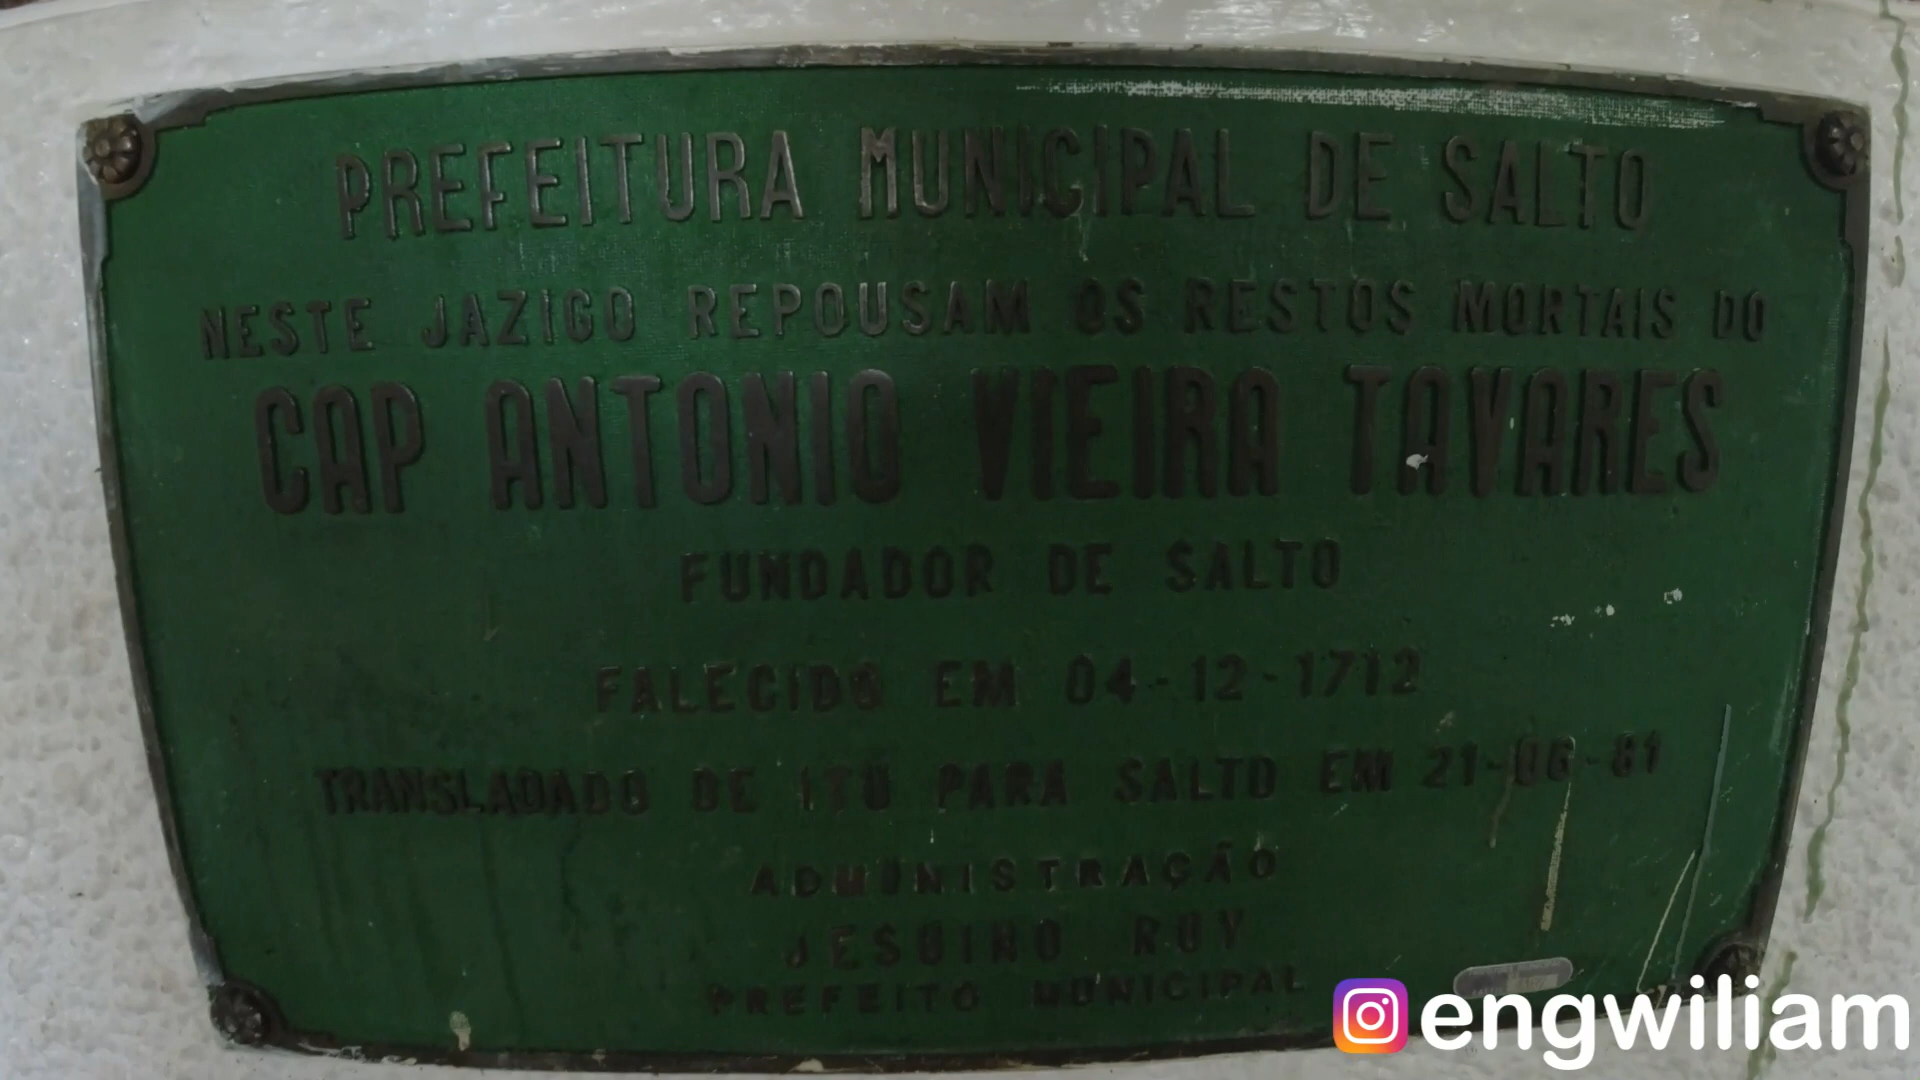 PREFEITURA MUNICIPAL DE SALTO
NESTE JAZIGO REPOUSAM OS RESTOS MORTAIS DO
CAP ANTONIO VIEIRA TAVARES
FUNDADOR DE SALTO
FALECIDO EM 04-12-1712
TRANSLADADO DE ITU PARA SALTO EM 21-06-81
ADMINISTRAÇÃO
JESUINO RUY
PREFEITO MUNICIPAL
engwiliam